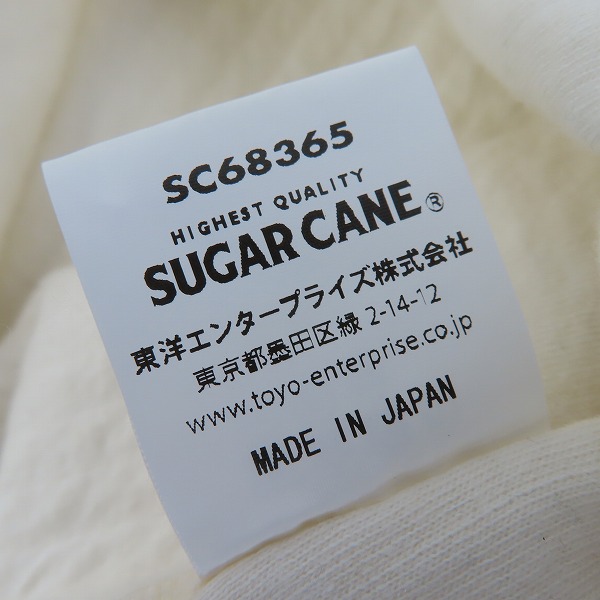 SC68365
HIGHEST QUALITY
SUGAR CANE®
東洋エンタープライズ株式会社
東京都墨田区緑 2-14-12
www.toyo-enterprise.co.jp
MADE IN JAPAN